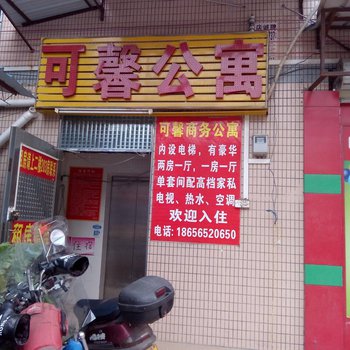 可馨公寓
可馨商务公寓
内设电梯，有豪华
两房一厅，一房一厅
单套间配高档家私
电视、热水、空调
欢迎入住
电话: 18656520650
住宿